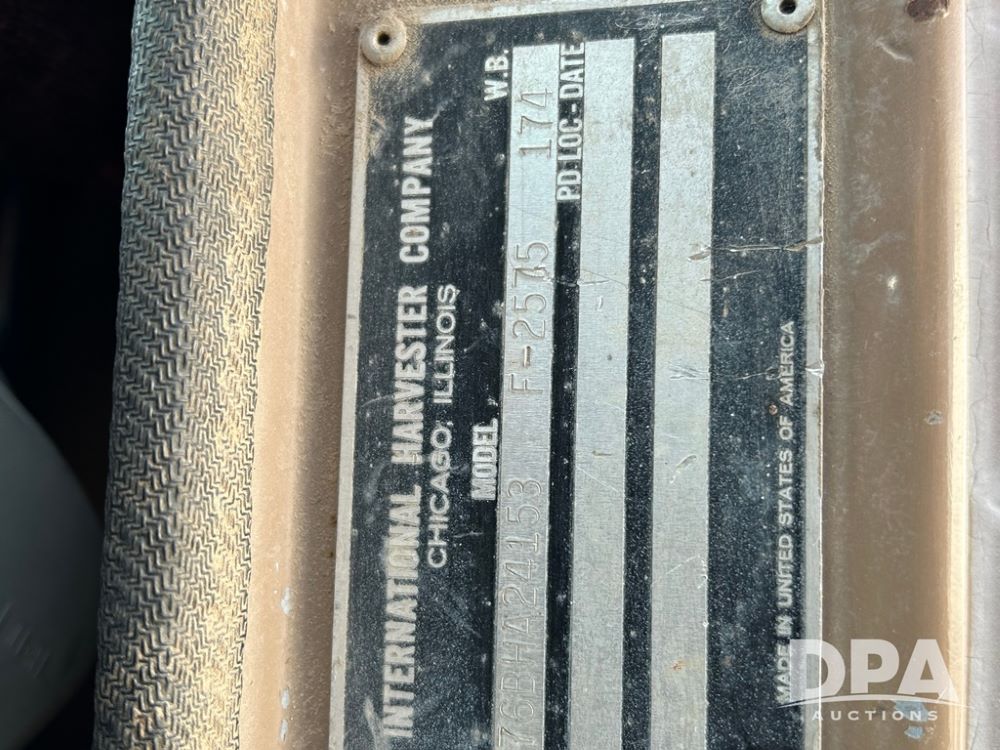 INTERNATIONAL HARVESTER COMPANY
CHICAGO, ILLINOIS
MODEL W.B.
76BHA24153 F-2575 174
PD:LOC:-DATE
MADE IN UNITED STATES OF AMERICA
DPA
AUCTIONS